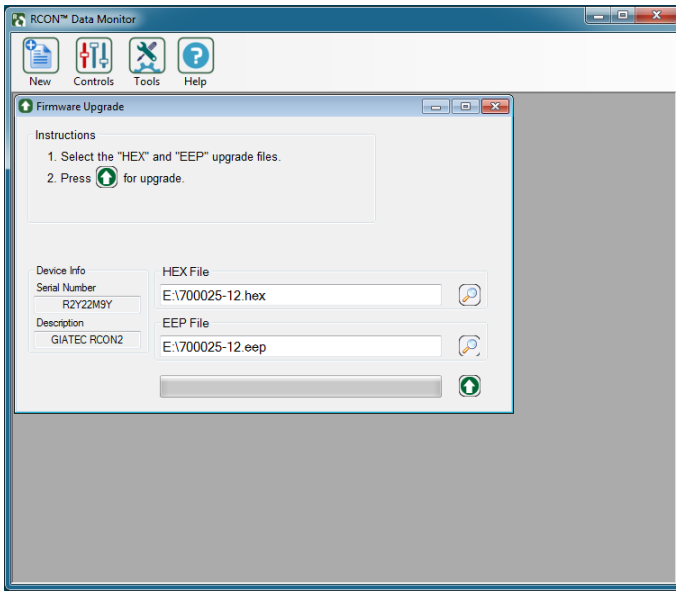 RCON™ Data Monitor
New Controls Tools Help
Firmware Upgrade
Instructions
1. Select the "HEX" and "EEP" upgrade files.
2. Press for upgrade.
Device Info
Serial Number
R2Y22M9Y
Description
GIATEC RCON2
HEX File
E:\700025-12.hex
EEP File
E:\700025-12.eep